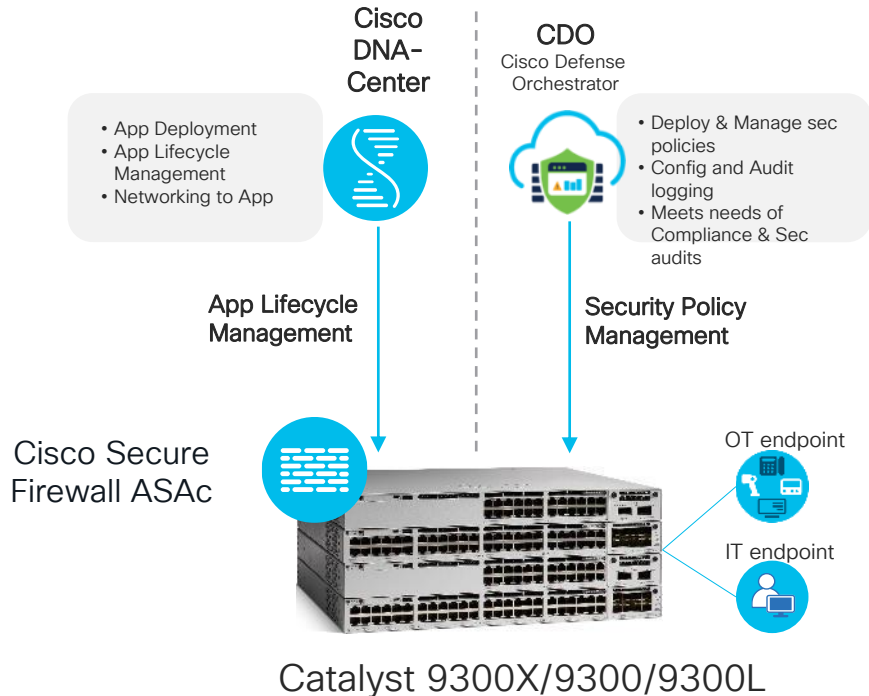 Cisco
DNA-
Center
CDO
Cisco Defense
Orchestrator
• App Deployment
• App Lifecycle
Management
• Networking to App
• Deploy & Manage sec
policies
• Config and Audit
logging
• Meets needs of
Compliance & Sec
audits
App Lifecycle
Management
Security Policy
Management
Cisco Secure
Firewall ASAc
OT endpoint
IT endpoint
Catalyst 9300X/9300/9300L